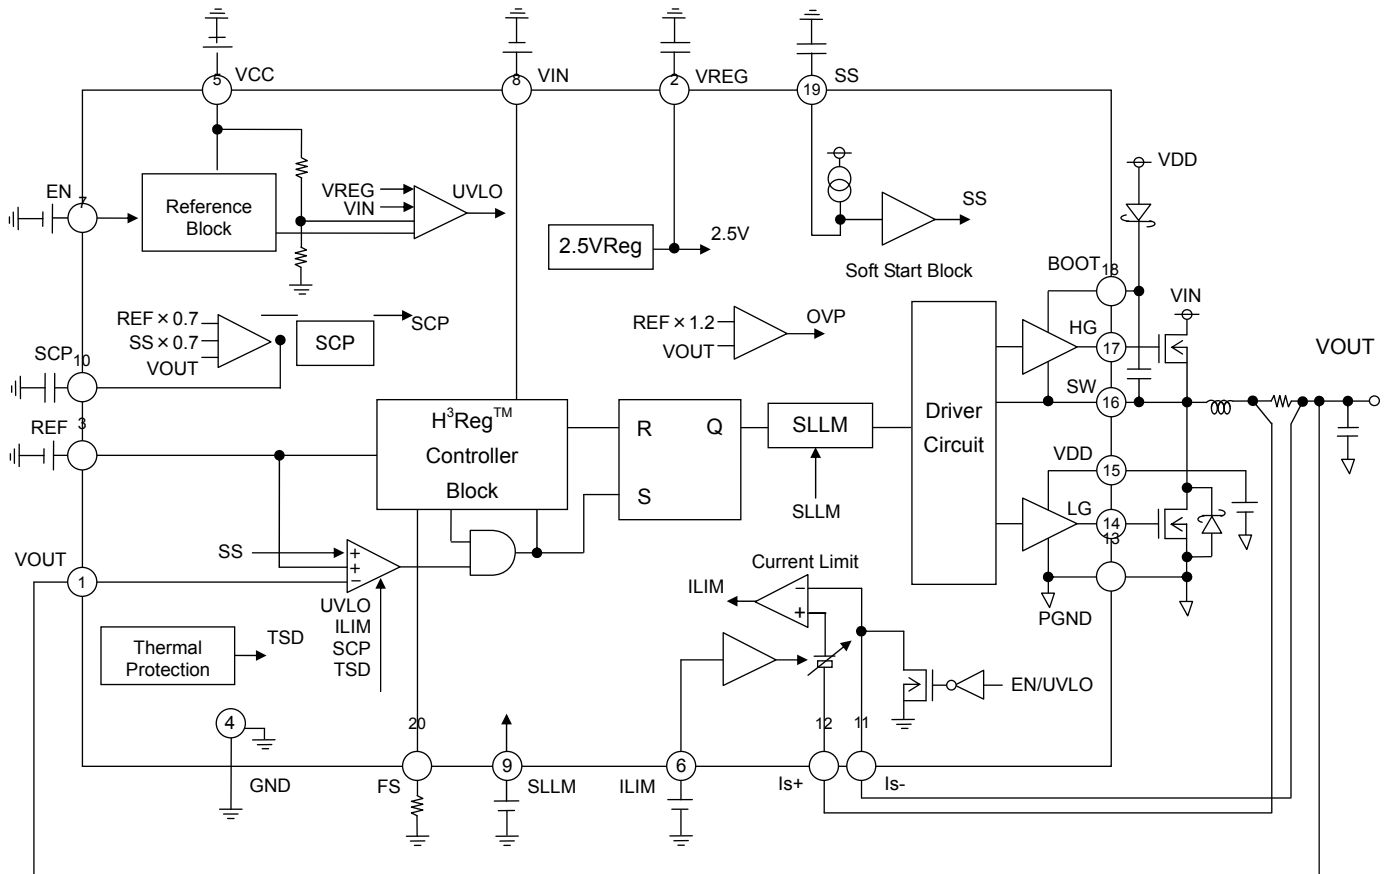 5 VCC
8 VIN
2 VREG
19 SS
VDD
EN
7
Reference
Block
VREG
VIN
UVLO
2.5VReg
2.5V
SS
Soft Start Block
BOOT
18
VIN
REF×0.7
SS×0.7
VOUT
SCP
SCP
REF×1.2
VOUT
OVP
HG
17
VOUT
SCP
10
SW
16
REF
3
H³Reg™
Controller
Block
R
Q
S
SLLM
SLLM
Driver
Circuit
VDD
15
LG
14
13
PGND
VOUT
1
SS
+
+
−
UVLO
ILIM
SCP
TSD
Current Limit
ILIM
−
+
Thermal
Protection
TSD
EN/UVLO
4
GND
20
FS
9
SLLM
6
ILIM
12
Is+
11
Is-